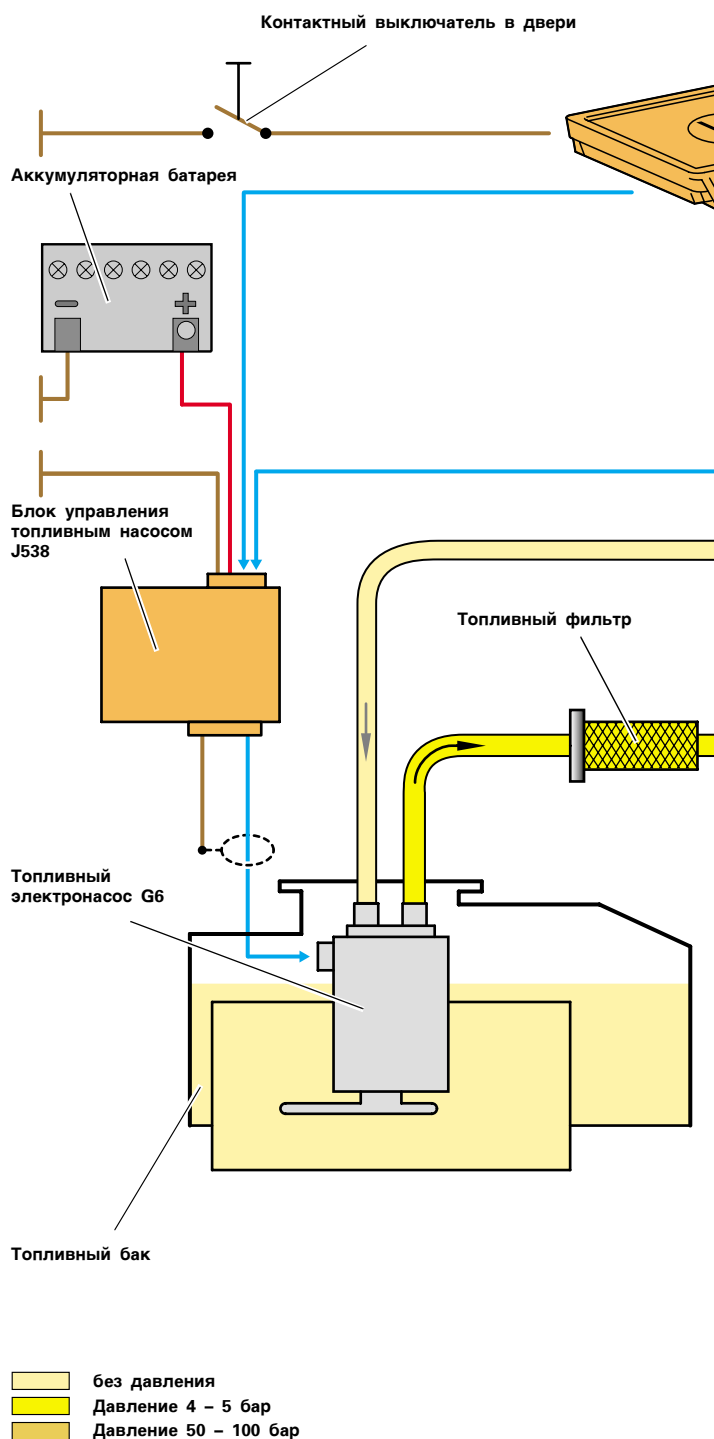 Контактный выключатель в двери
Аккумуляторная батарея
Блок управления
топливным насосом
J538
Топливный фильтр
Топливный
электронасос G6
Топливный бак
без давления
Давление 4 – 5 бар
Давление 50 – 100 бар